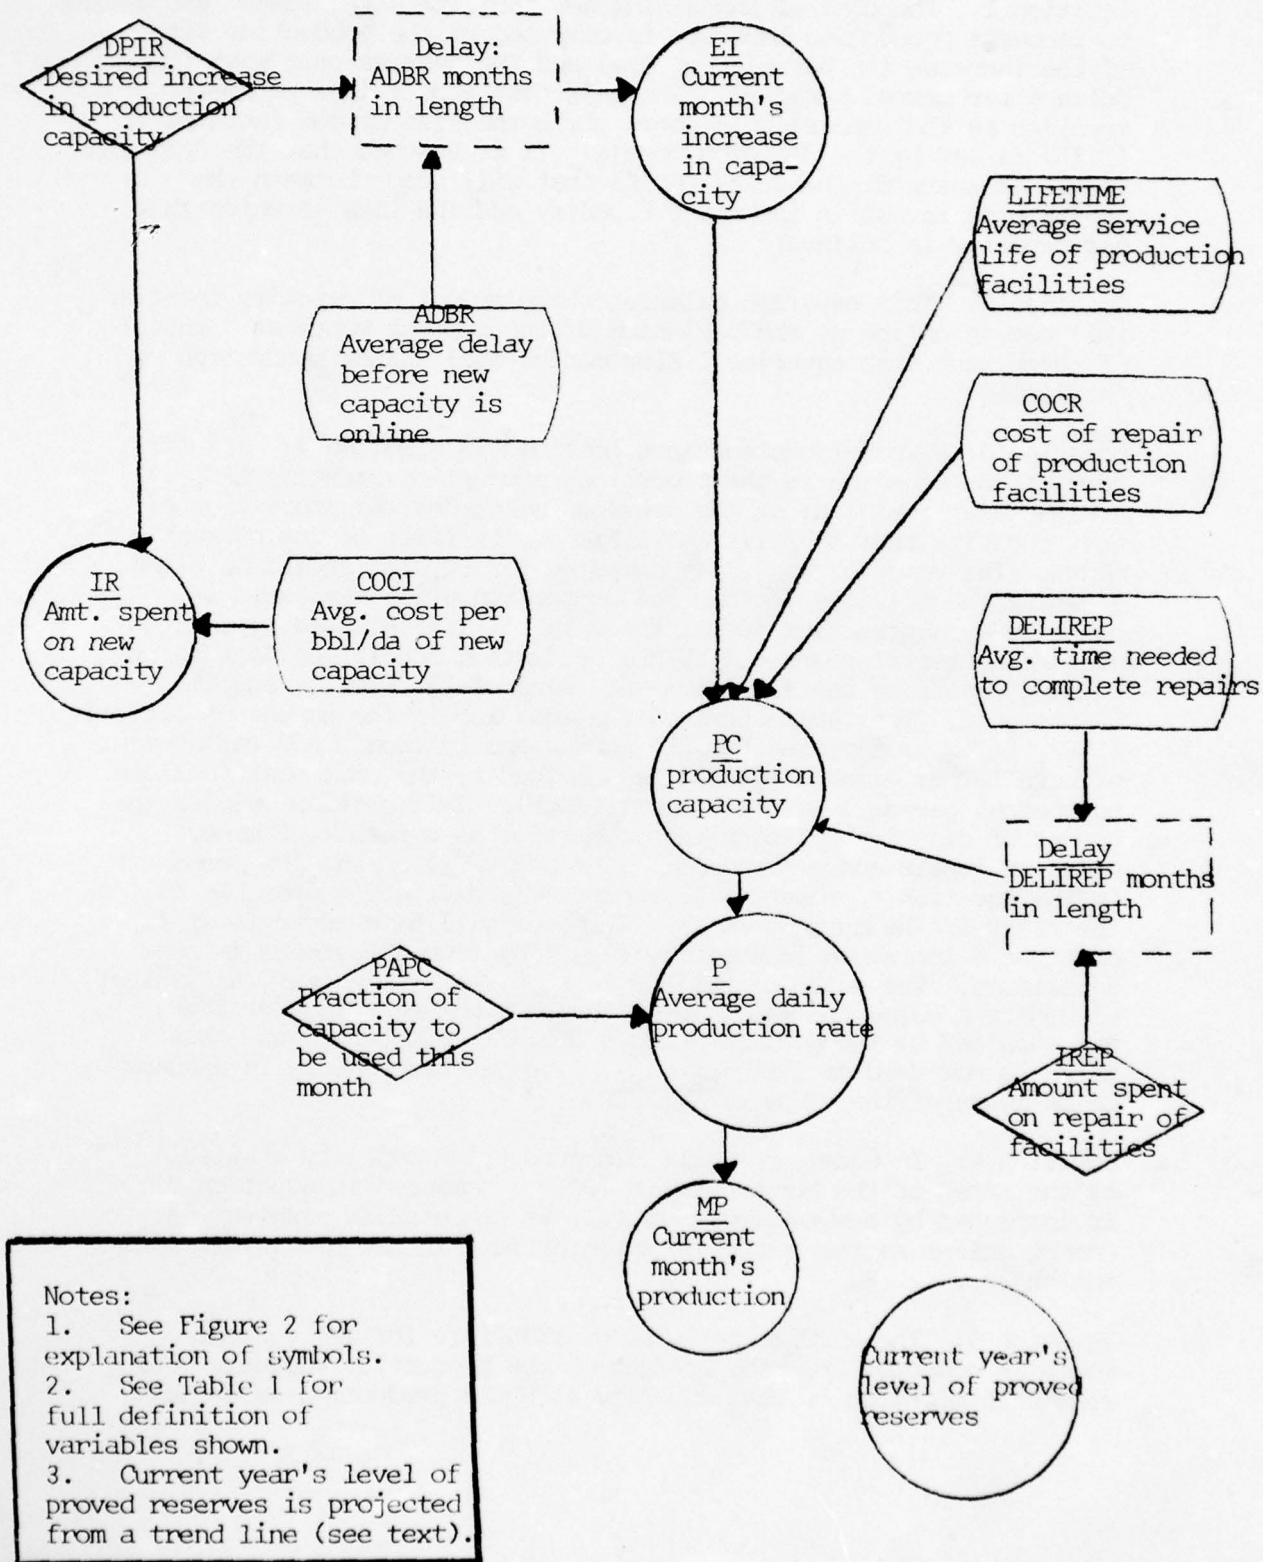 DPIR
Desired increase
in production
capacity
Delay:
ADBR months
in length
EI
Current
month's
increase
in capa-
city
LIFETIME
Average service
life of production
facilities
ADBR
Average delay
before new
capacity is
online
COCR
cost of repair
of production
facilities
IR
Amt. spent
on new
capacity
COCI
Avg. cost per
bbl/da of new
capacity
DELIREP
Avg. time needed
to complete repairs
PC
production
capacity
Delay
DELIREP months
in length
PAPC
Fraction of
capacity to
be used this
month
P
Average daily
production rate
IREP
Amount spent
on repair of
facilities
MP
Current
month's
production
Notes:
1. See Figure 2 for
explanation of symbols.
2. See Table 1 for
full definition of
variables shown.
3. Current year's level of
proved reserves is projected
from a trend line (see text).
Current year's
level of proved
reserves